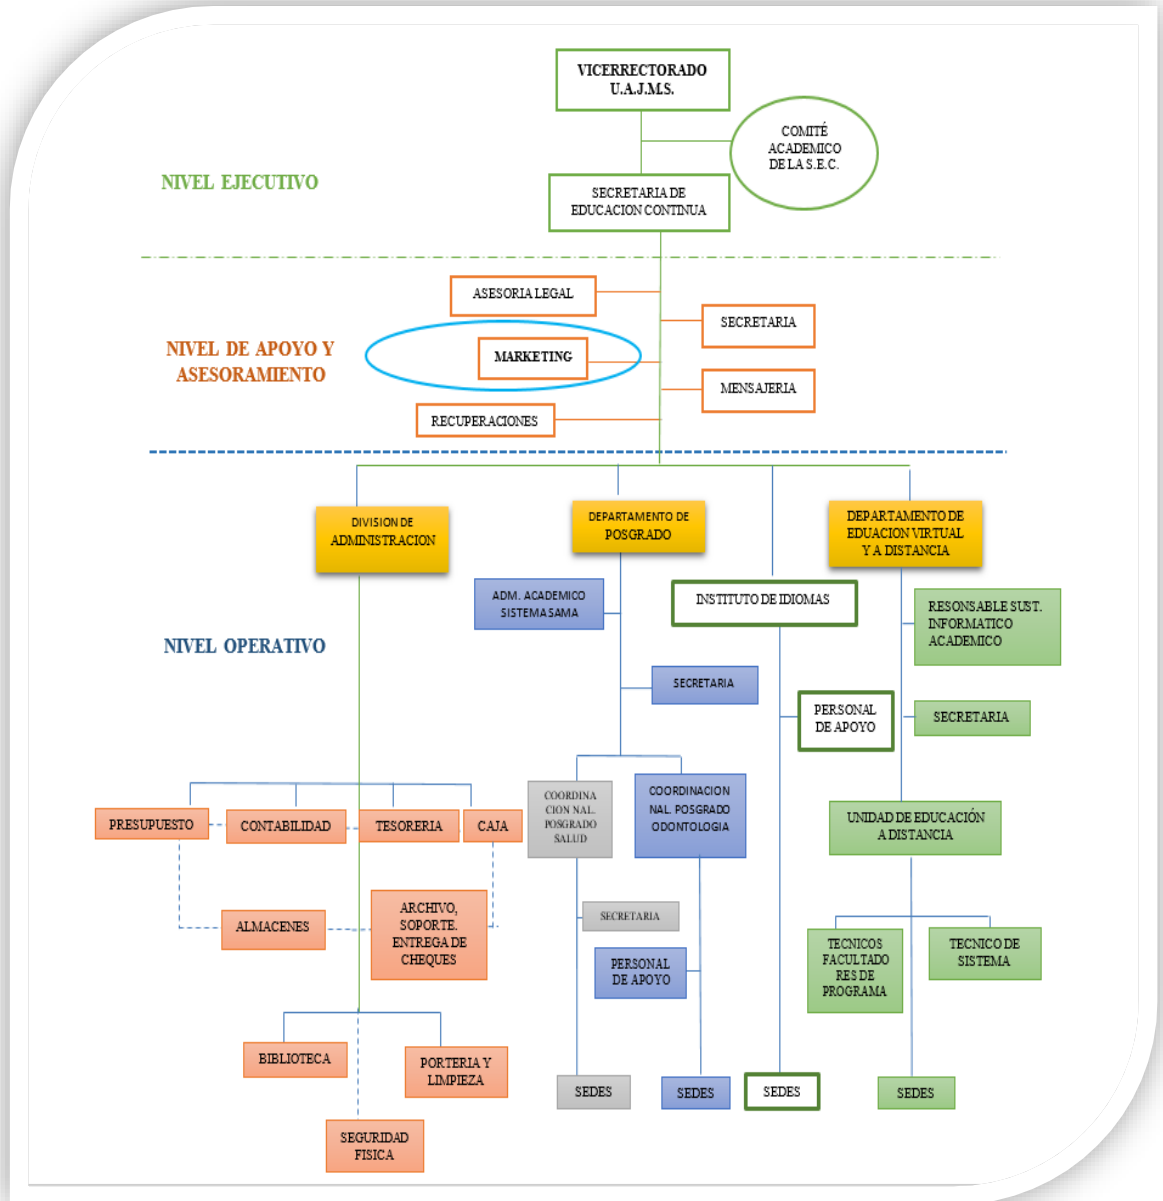 VICERRECTORADO
U.A.J.M.S.
COMITÉ
ACADEMICO
DE LA S.E.C.
NIVEL EJECUTIVO
SECRETARIA DE
EDUCACION CONTINUA
ASESORIA LEGAL
SECRETARIA
NIVEL DE APOYO Y
ASESORAMIENTO
MARKETING
MENSAJERIA
RECUPERACIONES
DIVISION DE
ADMINISTRACION
DEPARTAMENTO DE
POSGRADO
DEPARTAMENTO DE
EDUACION VIRTUAL
Y A DISTANCIA
ADM. ACADEMICO
SISTEMA SAMA
INSTITUTO DE IDIOMAS
RESONSABLE SUST.
INFORMATICO
ACADEMICO
NIVEL OPERATIVO
SECRETARIA
PERSONAL
DE APOYO
SECRETARIA
COORDINA
CION NAL.
POSGRADO
SALUD
COORDINACION
NAL. POSGRADO
ODONTOLOGIA
UNIDAD DE EDUCACIÓN
A DISTANCIA
PRESUPUESTO
CONTABILIDAD
TESORERIA
CAJA
ALMACENES
ARCHIVO,
SOPORTE.
ENTREGA DE
CHEQUES
SECRETARIA
PERSONAL
DE APOYO
TECNICOS
FACULTADO
RES DE
PROGRAMA
TECNICO DE
SISTEMA
BIBLIOTECA
PORTERIA Y
LIMPIEZA
SEDES
SEDES
SEDES
SEDES
SEGURIDAD
FISICA